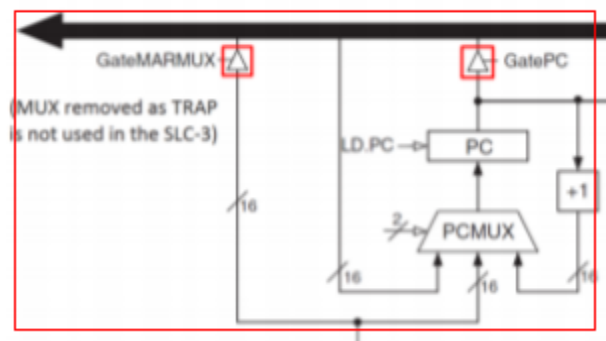 GateMARMUX
GatePC
(MUX removed as TRAP
is not used in the SLC-3)
LD.PC
PC
+1
16
2
PCMUX
16
16
16